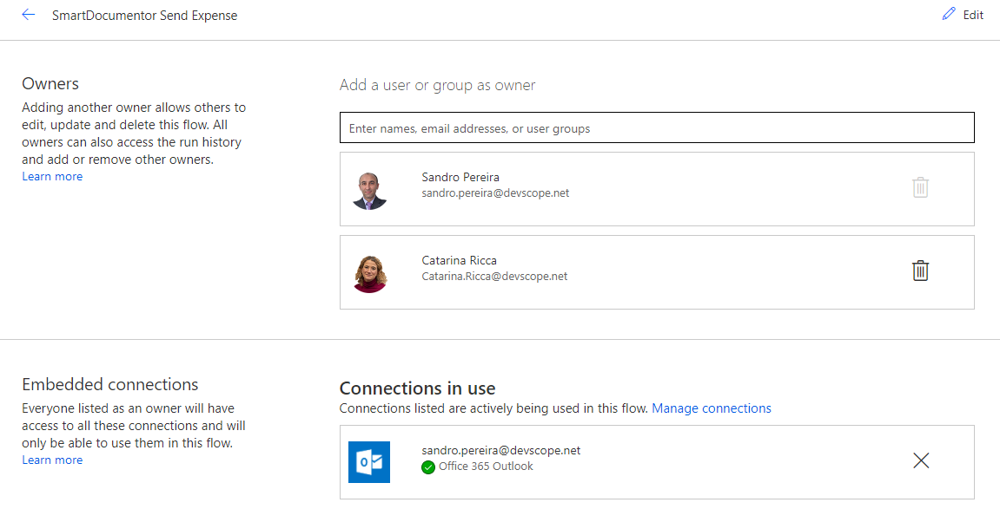 SmartDocumentor Send Expense
Edit
Owners
Adding another owner allows others to
edit, update and delete this flow. All
owners can also access the run history
and add or remove other owners.
Learn more
Add a user or group as owner
Enter names, email addresses, or user groups
Sandro Pereira
sandro.pereira@devscope.net
Catarina Ricca
Catarina.Ricca@devscope.net
Embedded connections
Everyone listed as an owner will have
access to all these connections and will
only be able to use them in this flow.
Learn more
Connections in use
Connections listed are actively being used in this flow. Manage connections
sandro.pereira@devscope.net
Office 365 Outlook